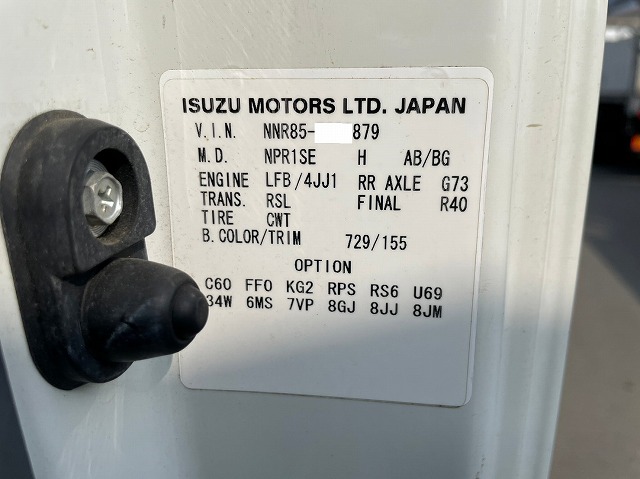 ISUZU MOTORS LTD. JAPAN
V.I.N. NNR85- 879
M.D. NPR1SE H AB/BG
ENGINE LFB/4JJ1 RR AXLE G73
TRANS. RSL FINAL R40
TIRE CWT
B.COLOR/TRIM 729/155
OPTION
C60 FF0 KG2 RPS RS6 U69
34W 6MS 7VP 8GJ 8JJ 8JM